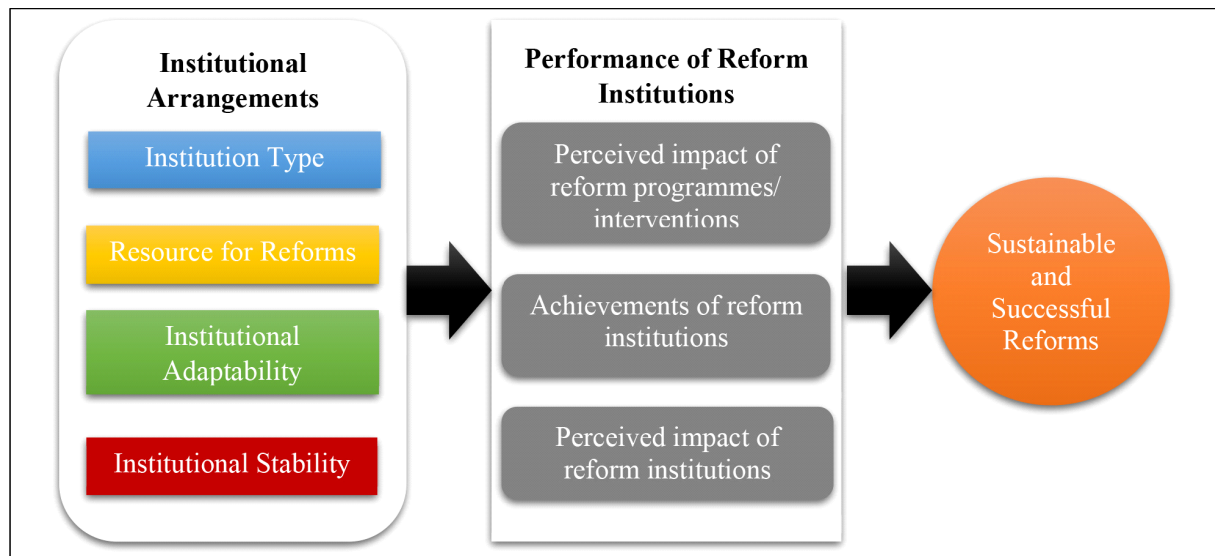 Institutional
Arrangements
Institution Type
Resource for Reforms
Institutional
Adaptability
Institutional Stability
Performance of Reform
Institutions
Perceived impact of
reform programmes/
interventions
Achievements of reform
institutions
Perceived impact of
reform institutions
Sustainable
and
Successful
Reforms